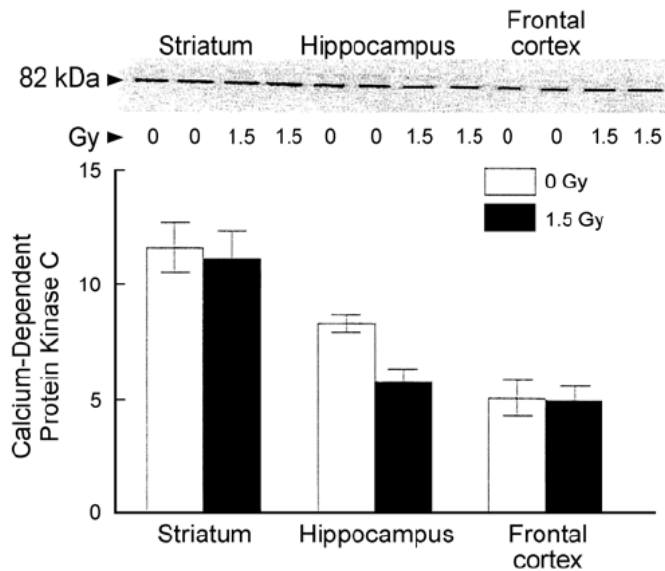 Frontal
Striatum Hippocampus cortex
82 kDa
Gy 0 0 1.5 1.5 0 0 1.5 1.5 0 0 1.5 1.5
15
0 Gy
1.5 Gy
10
5
0
Calcium-Dependent
Protein Kinase C
Striatum Hippocampus Frontal
cortex